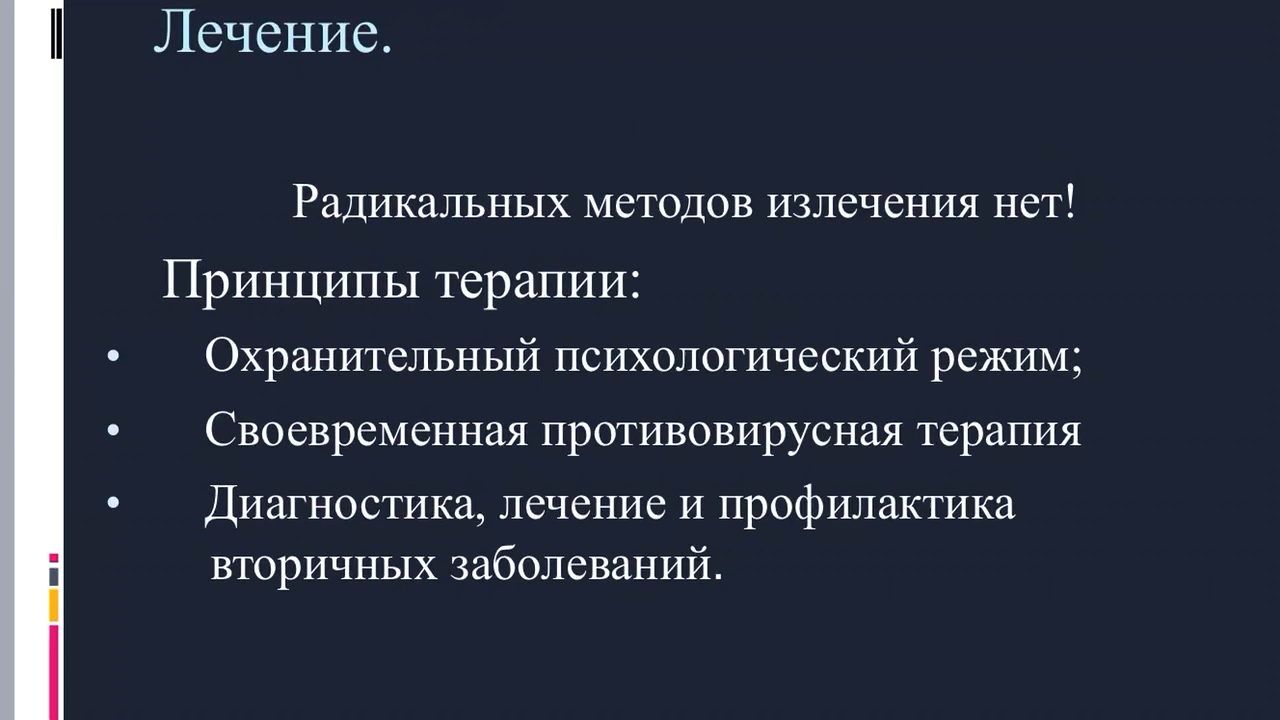 Лечение.
Радикальных методов излечения нет!
Принципы терапии:
• Охранительный психологический режим;
• Своевременная противовирусная терапия
• Диагностика, лечение и профилактика
вторичных заболеваний.